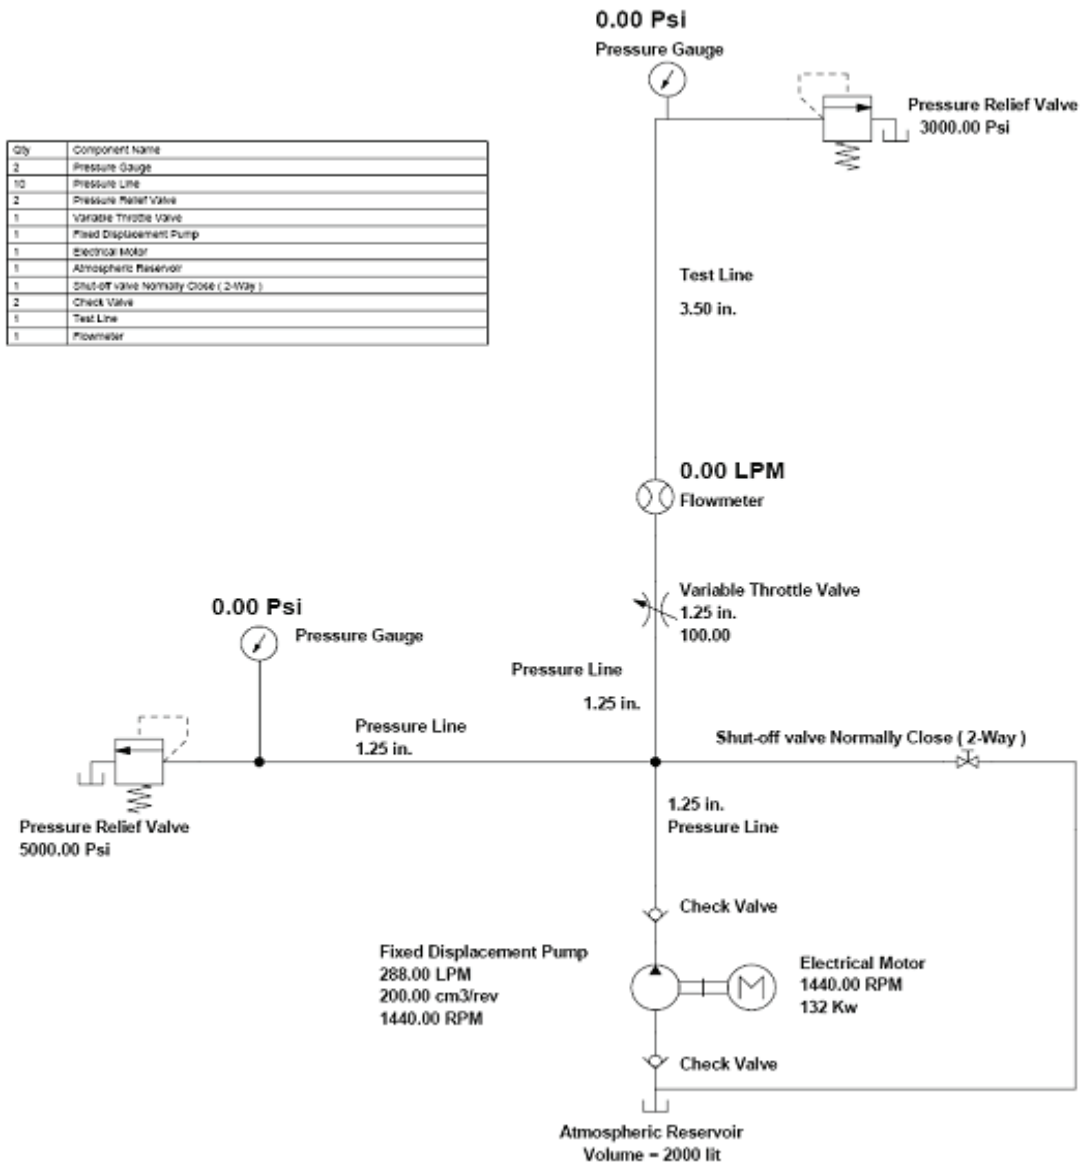 0.00 Psi
Pressure Gauge
Pressure Relief Valve
3000.00 Psi
Qty Component Name
2 Pressure Gauge
10 Pressure Line
2 Pressure Relief Valve
1 Variable Throttle Valve
1 Fixed Displacement Pump
1 Electrical Motor
1 Atmospheric Reservoir
1 Shut-off valve Normally Close ( 2-Way )
2 Check Valve
1 Test Line
1 Flowmeter
Test Line
3.50 in.
0.00 LPM
Flowmeter
Variable Throttle Valve
1.25 in.
100.00
0.00 Psi
Pressure Gauge
Pressure Line
1.25 in.
Pressure Line
1.25 in.
Shut-off valve Normally Close ( 2-Way )
Pressure Relief Valve
5000.00 Psi
1.25 in.
Pressure Line
Check Valve
Fixed Displacement Pump
288.00 LPM
200.00 cm3/rev
1440.00 RPM
M
Electrical Motor
1440.00 RPM
132 Kw
Check Valve
Atmospheric Reservoir
Volume = 2000 lit